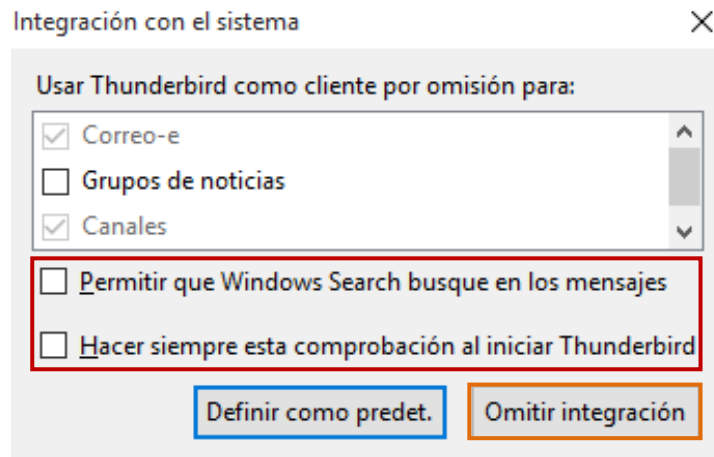 Integración con el sistema
Usar Thunderbird como cliente por omisión para:
Correo-e
Grupos de noticias
Canales
Permitir que Windows Search busque en los mensajes
Hacer siempre esta comprobación al iniciar Thunderbird
Definir como predet. Omitir integración